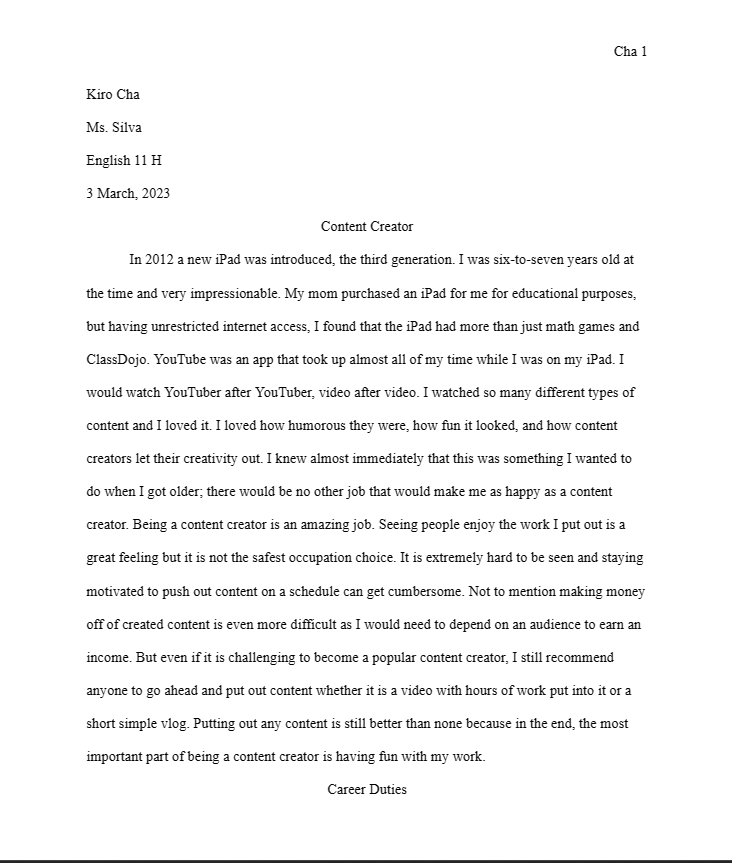 Cha 1
Kiro Cha
Ms. Silva
English 11 H
3 March, 2023
Content Creator
In 2012 a new iPad was introduced, the third generation. I was six-to-seven years old at
the time and very impressionable. My mom purchased an iPad for me for educational purposes,
but having unrestricted internet access, I found that the iPad had more than just math games and
ClassDojo. YouTube was an app that took up almost all of my time while I was on my iPad. I
would watch YouTuber after YouTuber, video after video. I watched so many different types of
content and I loved it. I loved how humorous they were, how fun it looked, and how content
creators let their creativity out. I knew almost immediately that this was something I wanted to
do when I got older; there would be no other job that would make me as happy as a content
creator. Being a content creator is an amazing job. Seeing people enjoy the work I put out is a
great feeling but it is not the safest occupation choice. It is extremely hard to be seen and staying
motivated to push out content on a schedule can get cumbersome. Not to mention making money
off of created content is even more difficult as I would need to depend on an audience to earn an
income. But even if it is challenging to become a popular content creator, I still recommend
anyone to go ahead and put out content whether it is a video with hours of work put into it or a
short simple vlog. Putting out any content is still better than none because in the end, the most
important part of being a content creator is having fun with my work.
Career Duties